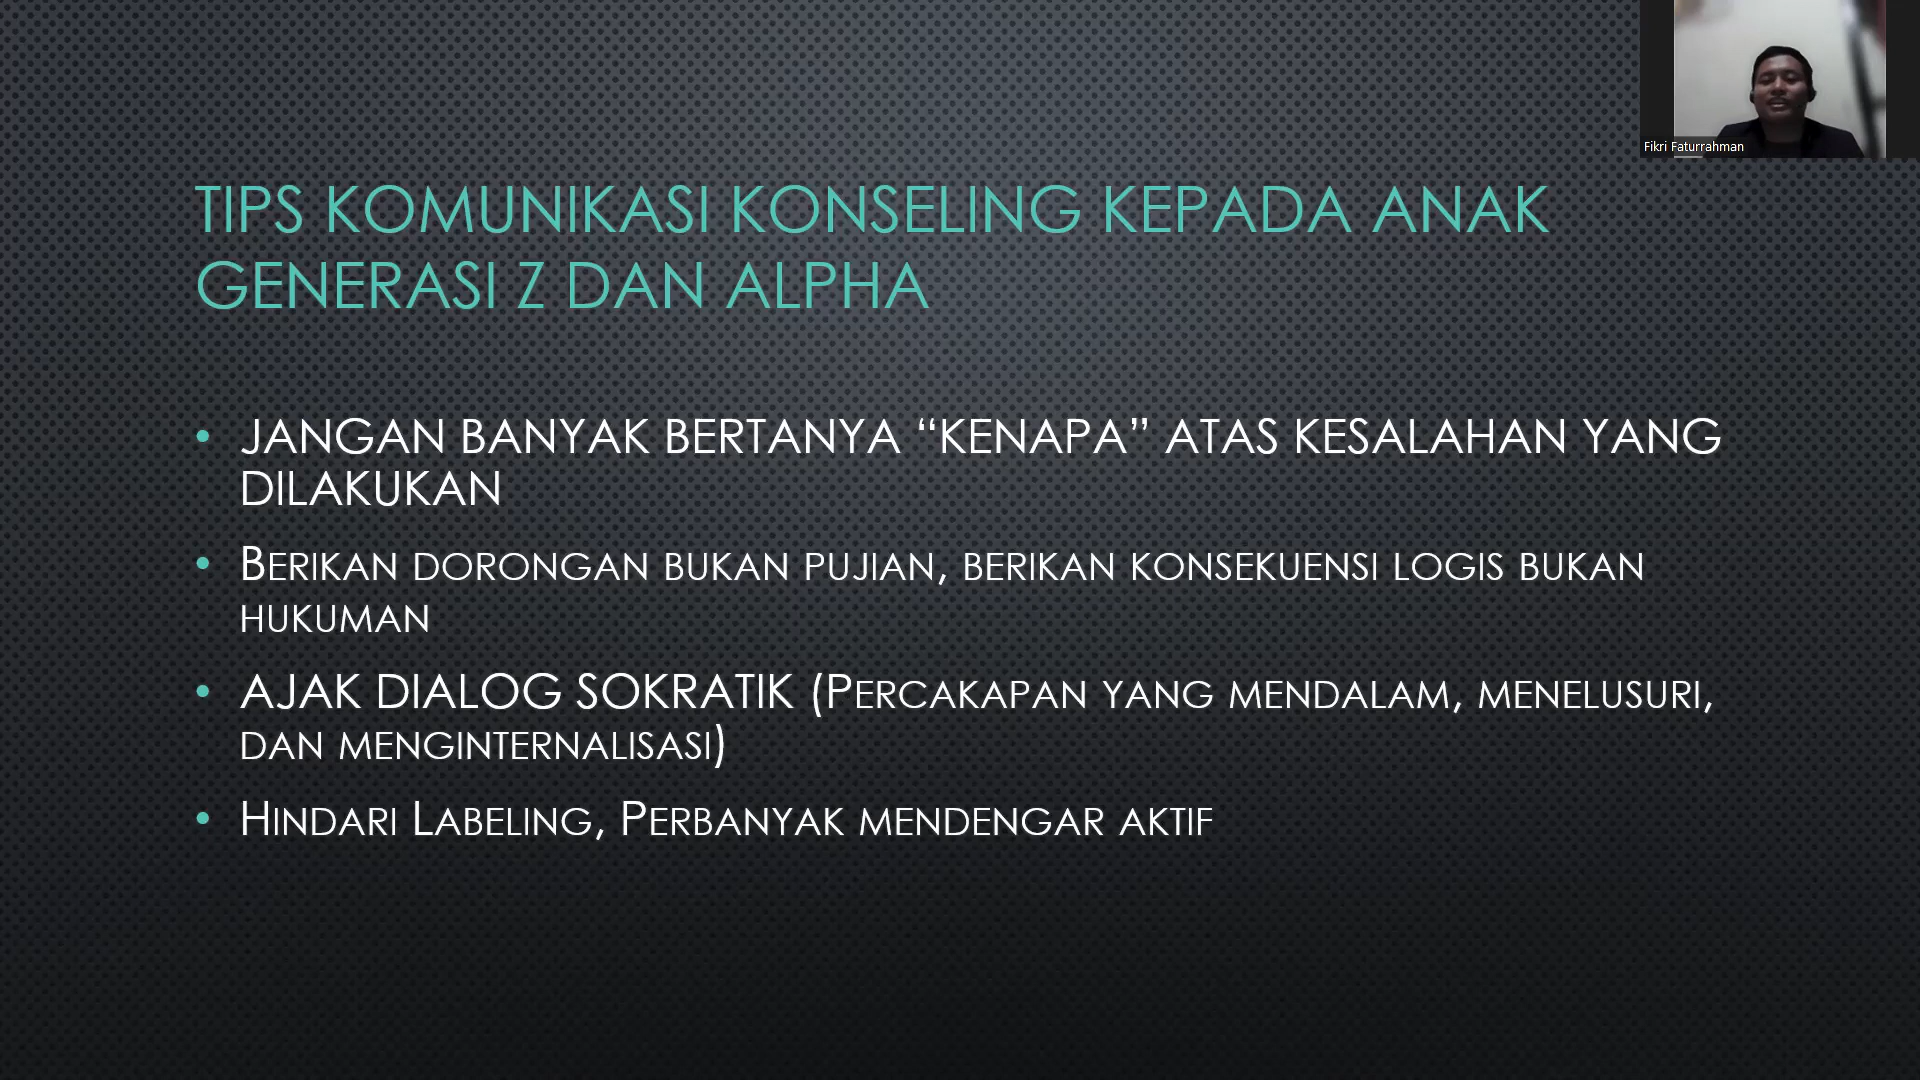 Fikri Faturrahman
TIPS KOMUNIKASI KONSELING KEPADA ANAK
GENERASI Z DAN ALPHA
• JANGAN BANYAK BERTANYA “KENAPA” ATAS KESALAHAN YANG
DILAKUKAN
• BERIKAN DORONGAN BUKAN PUJIAN, BERIKAN KONSEKUENSI LOGIS BUKAN
HUKUMAN
• AJAK DIALOG SOKRATIK (PERCAKAPAN YANG MENDALAM, MENELUSURI,
DAN MENGINTERNALISASI)
• HINDARI LABELING, PERBANYAK MENDENGAR AKTIF